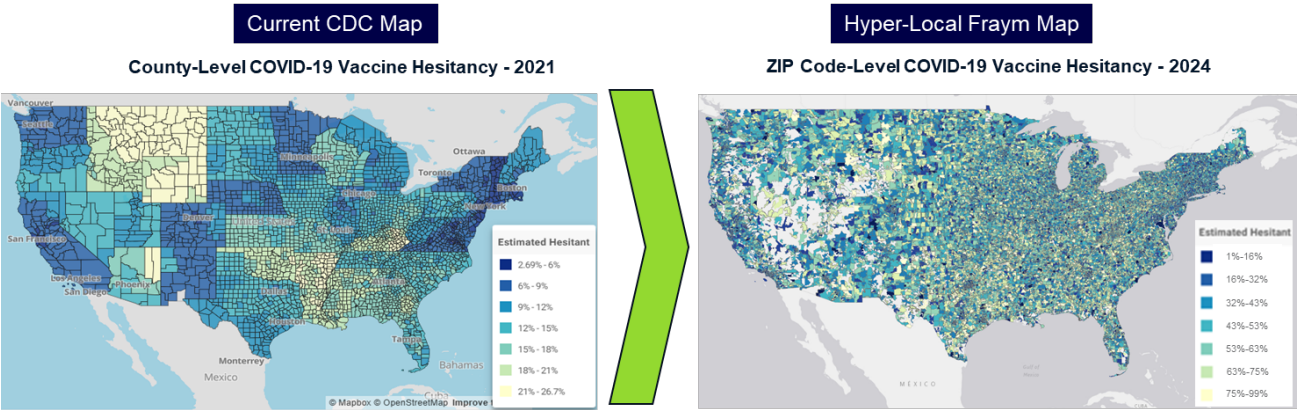 Current CDC Map
Hyper-Local Fraym Map
County-Level COVID-19 Vaccine Hesitancy - 2021
ZIP Code-Level COVID-19 Vaccine Hesitancy - 2024
Vancouver
Seattle
Ottawa
Minneapolis
Toronto
Boston
Chicago
New York
Denver
St. Louis
San Francisco
Los Angeles
Phoenix
San Diego
Atlanta
Dallas
Houston
Tampa
Monterrey
Bahamas
Mexico
Cuba
Estimated Hesitant
2.69% - 6%
6% - 9%
9% - 12%
12% - 15%
15% - 18%
18% - 21%
21% - 26.7%
© Mapbox © OpenStreetMap Improve t
Estimated Hesitant
1%-16%
16%-32%
32%-43%
43%-53%
53%-63%
63%-75%
75%-99%
Gulf of
MÉXICO
CUBA